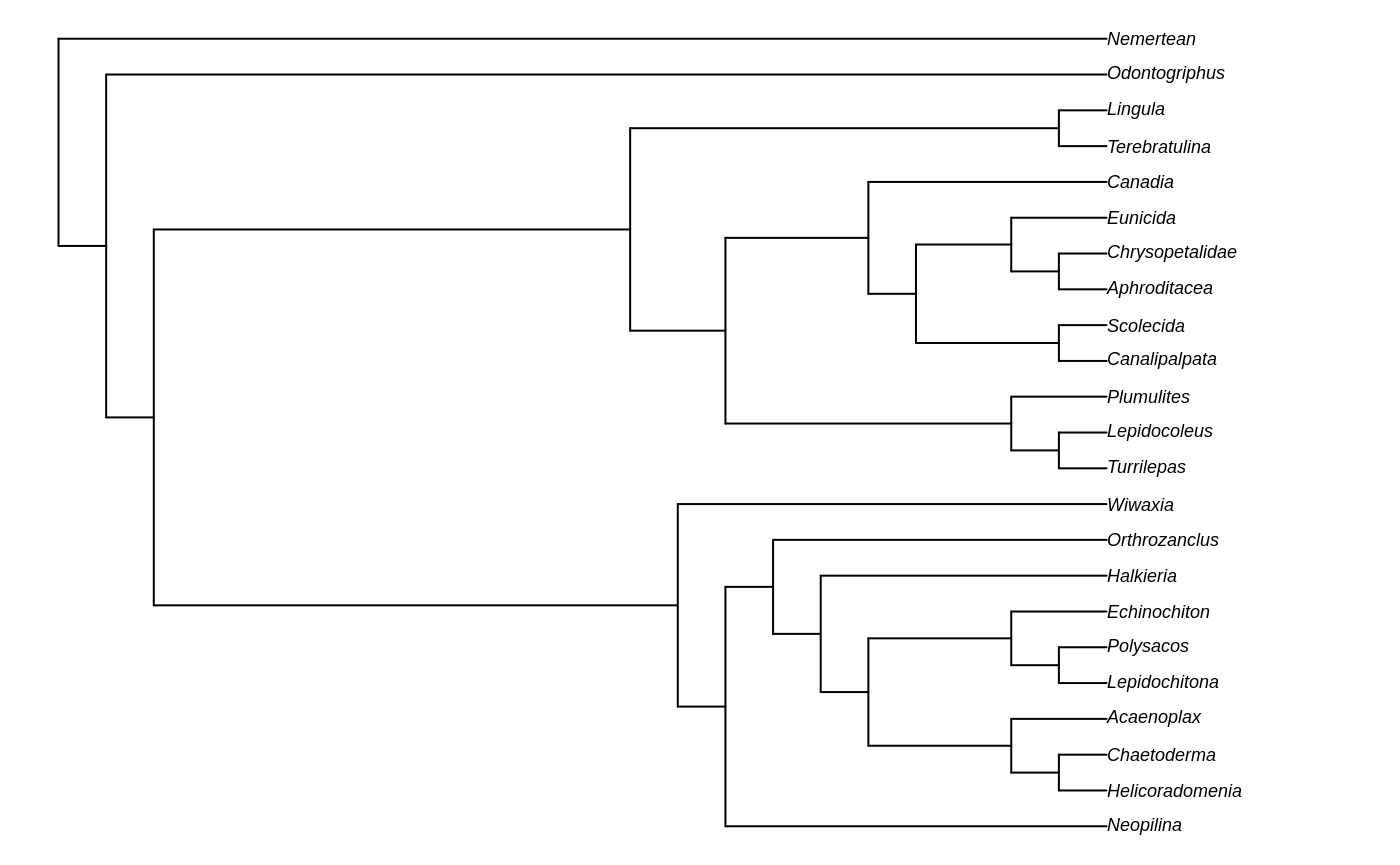 Nemertean
Odontogriphus
Lingula
Terebratulina
Canadia
Eunicida
Chrysopetalidae
Aphroditacea
Scolecida
Canalipalpata
Plumulites
Lepidocoleus
Turrilepas
Wiwaxia
Orthrozanclus
Halkieria
Echinochiton
Polysacos
Lepidochitona
Acaenoplax
Chaetoderma
Helicoradomenia
Neopilina